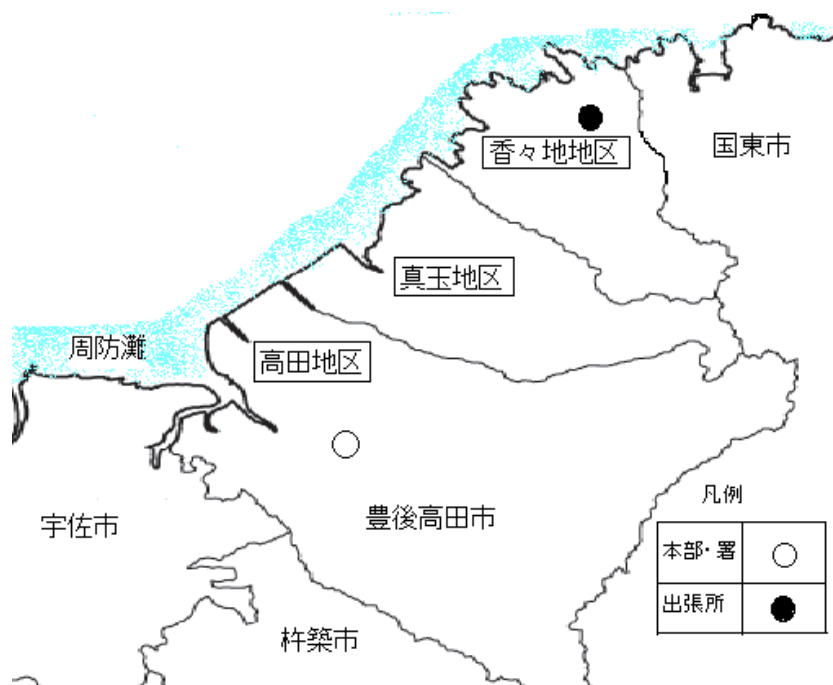 香々地地区
国東市
真玉地区
周防灘
高田地区
宇佐市
豊後高田市
杵築市
凡例
本部・署
出張所